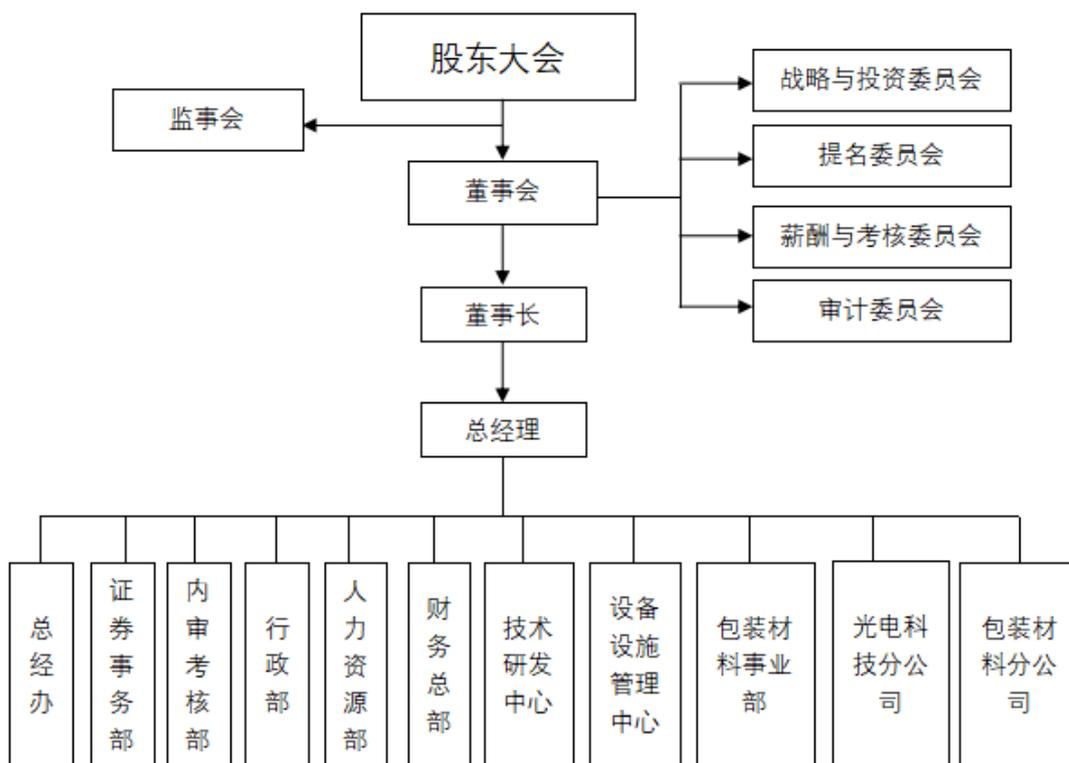 股东大会
监事会
董事会
战略与投资委员会
提名委员会
薪酬与考核委员会
审计委员会
董事长
总经理
总经办
证券事务部
内审考核部
行政部
人力资源部
财务总部
技术
研发
中心
设备
设施
管理
中心
包装材
料事业
部
光电科
技分公
司
包装材
料分公
司